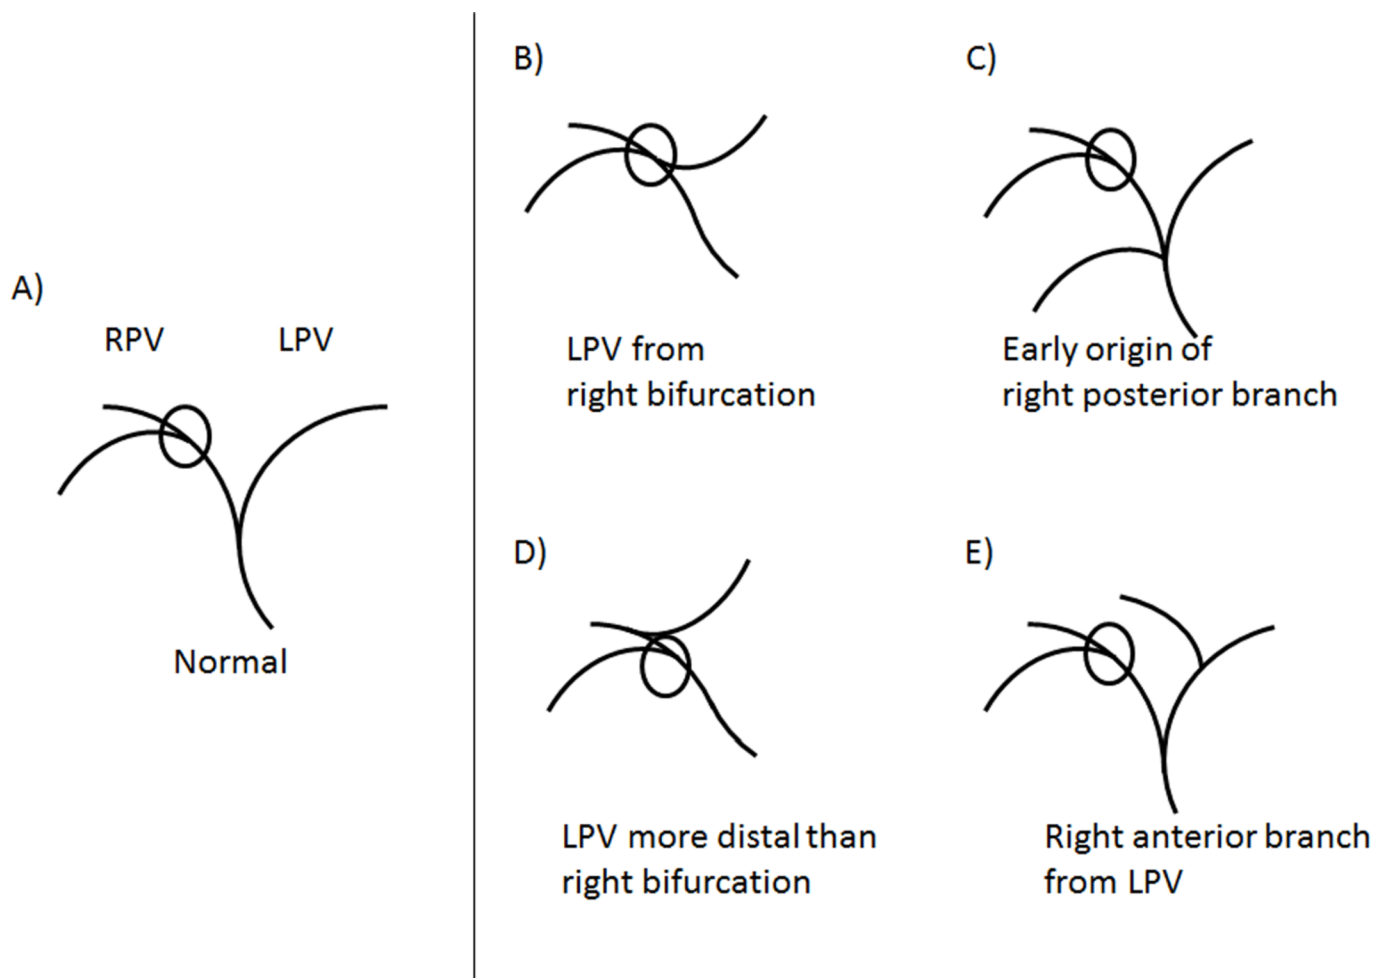 A)
RPV
LPV
Normal
B)
LPV from
right bifurcation
C)
Early origin of
right posterior branch
D)
LPV more distal than
right bifurcation
E)
Right anterior branch
from LPV